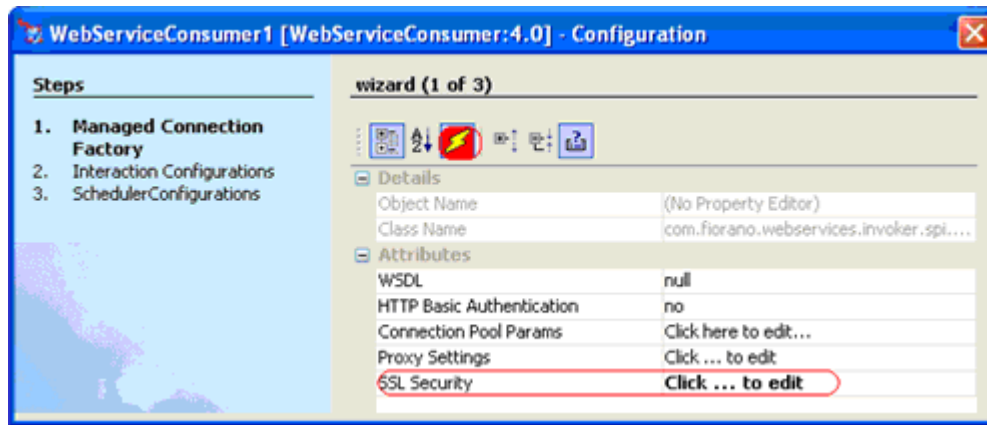 WebServiceConsumer1 [WebServiceConsumer:4.0] - Configuration
Steps
1. Managed Connection
Factory
2. Interaction Configurations
3. SchedulerConfigurations
wizard (1 of 3)
Details
Object Name (No Property Editor)
Class Name com.fiorano.webservices.invoker.spi....
Attributes
WSDL null
HTTP Basic Authentication no
Connection Pool Params Click here to edit...
Proxy Settings Click ... to edit
SSL Security Click ... to edit